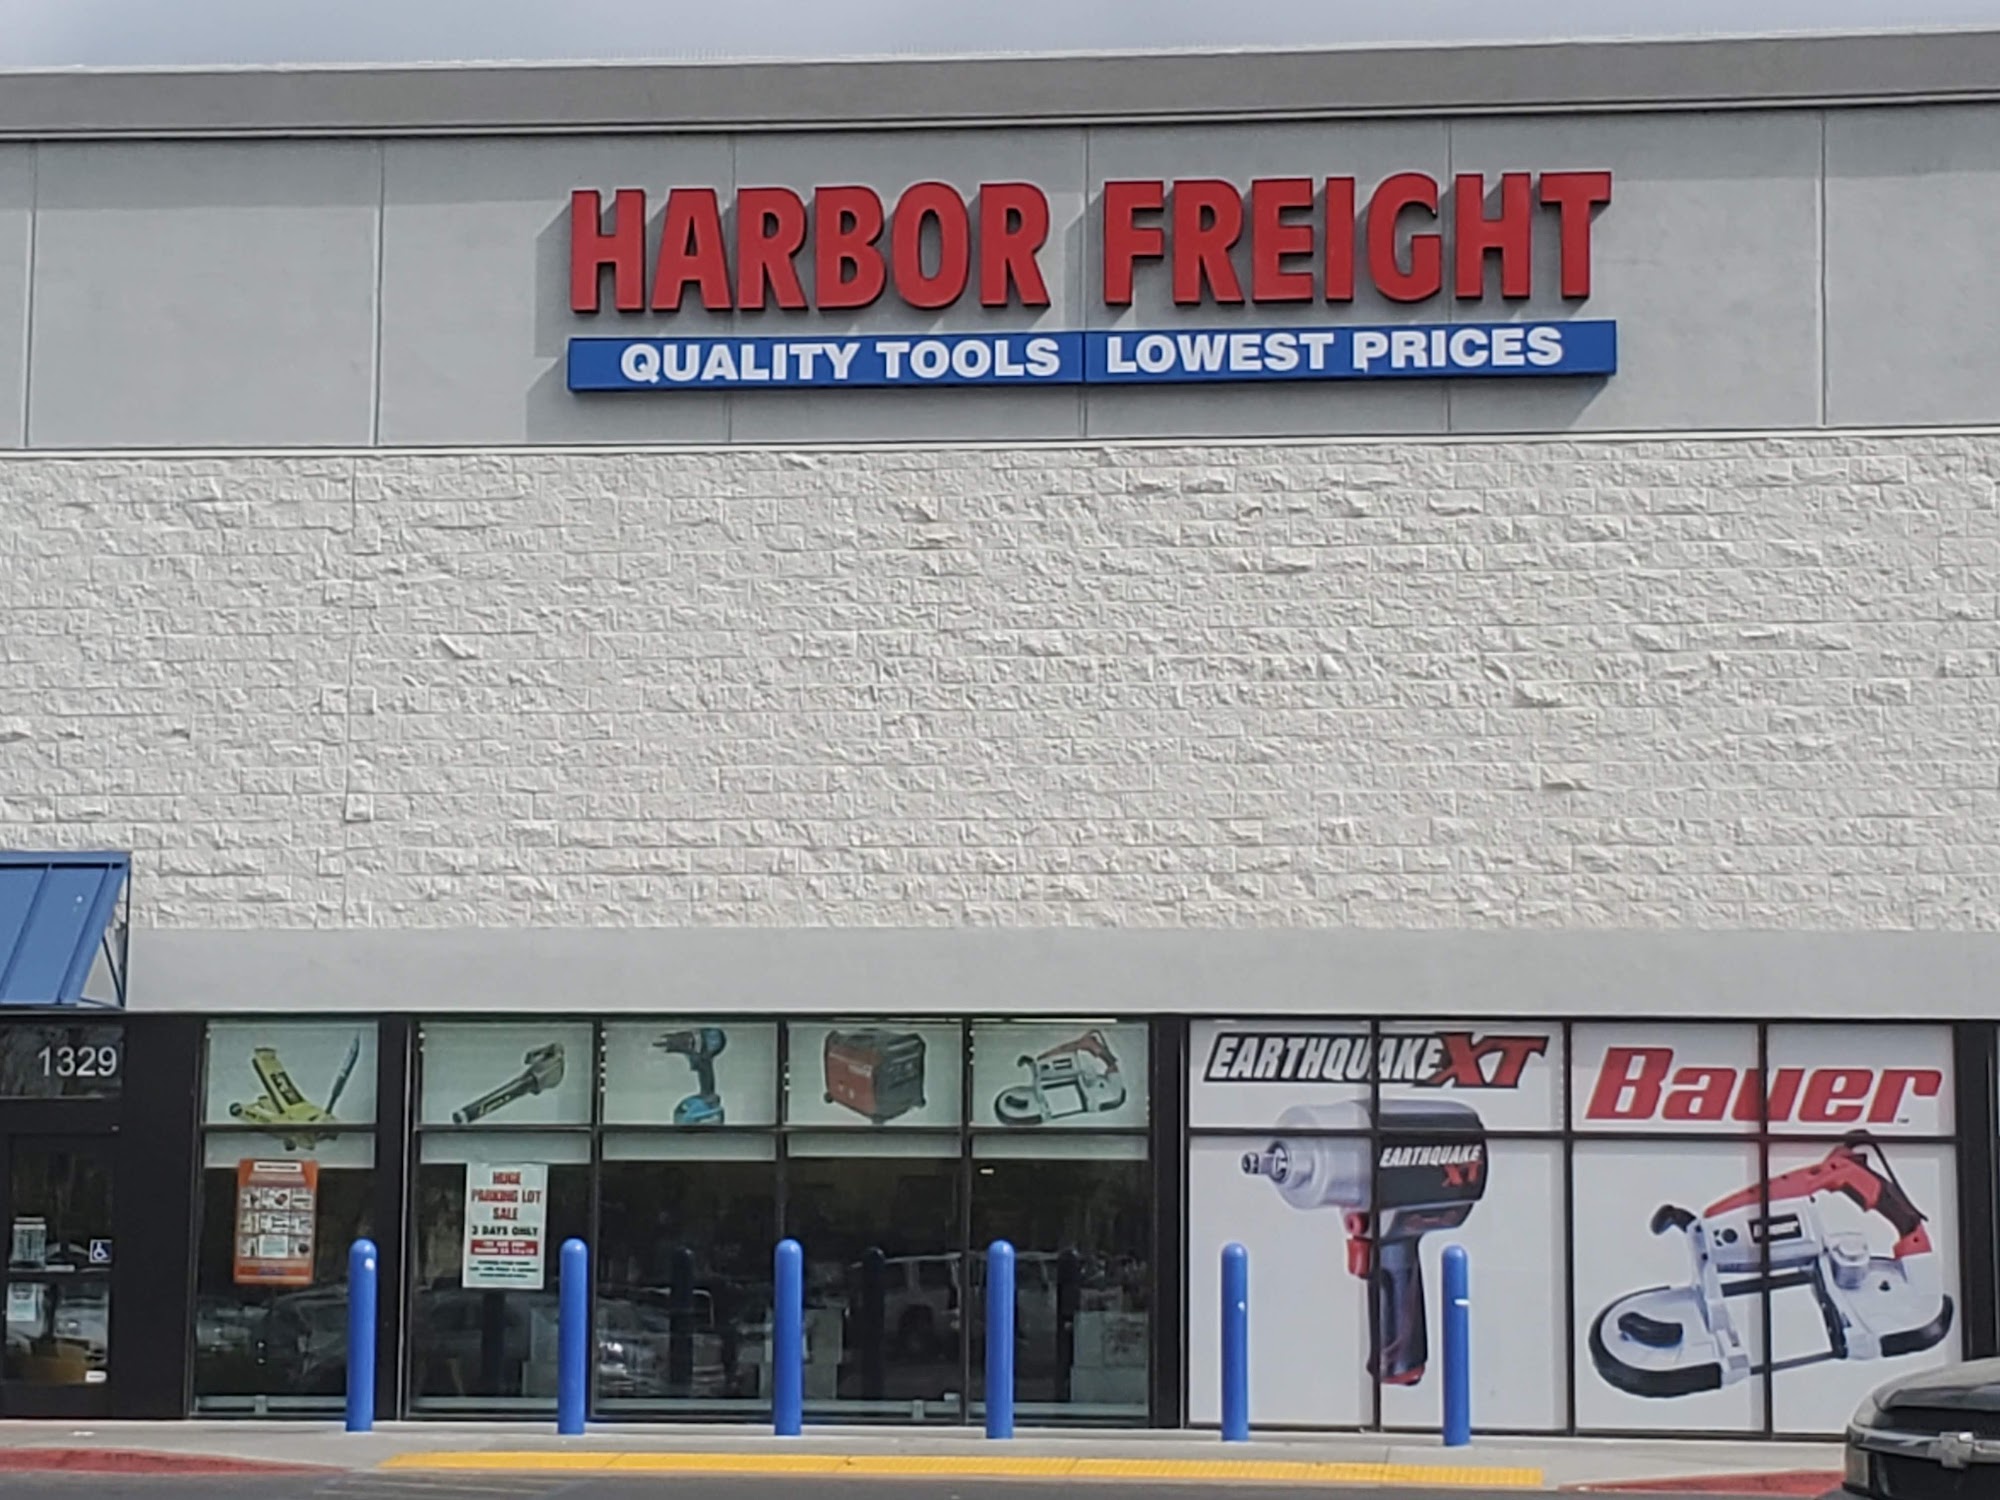 HARBOR FREIGHT
QUALITY TOOLS LOWEST PRICES
1329
EARTHQUAKE XT
Bauer
EARTHQUAKE
XT
HUGE
PARKING LOT
SALE
3 DAYS ONLY